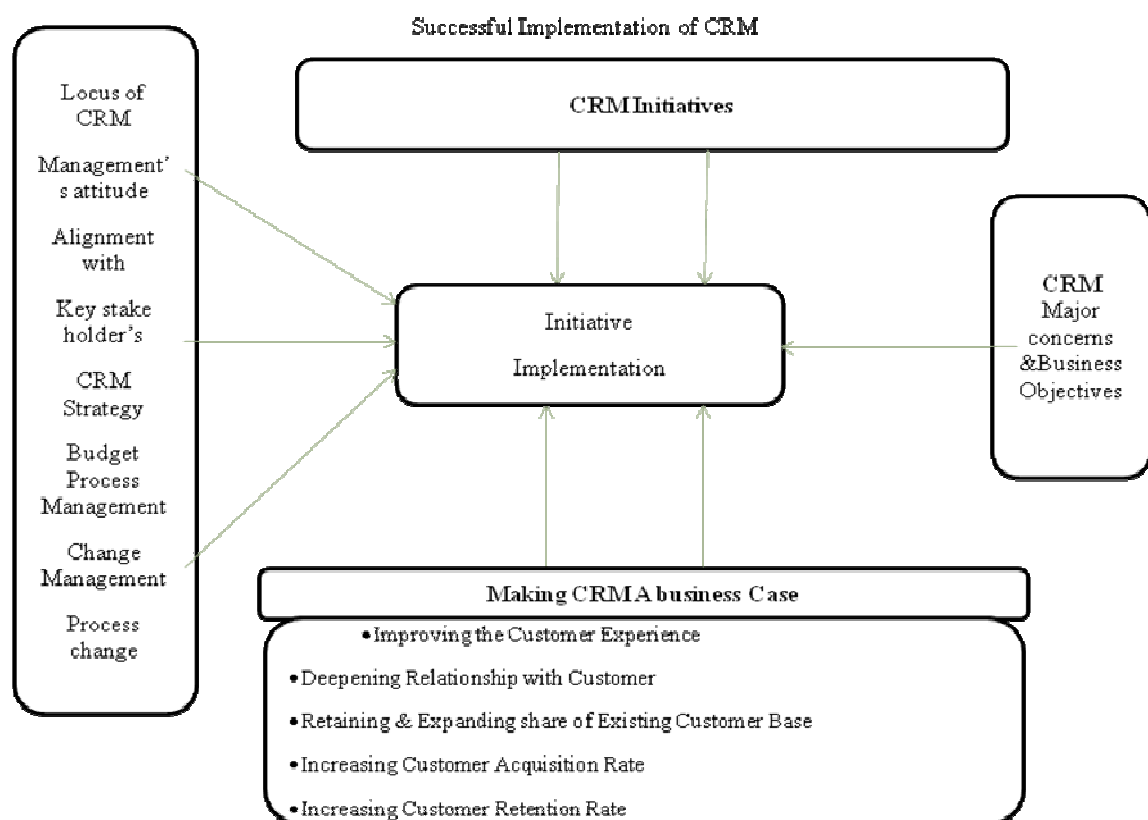 Successful Implementation of CRM
Locus of
CRM
Management’
s attitude
Alignment
with
Key stake
holder’s
CRM
Strategy
Budget
Process
Management
Change
Management
Process
change
CRM Initiatives
Initiative
Implementation
CRM
Major
concerns
&Business
Objectives
Making CRM A business Case
•Improving the Customer Experience
•Deepening Relationship with Customer
•Retaining & Expanding share of Existing Customer Base
•Increasing Customer Acquisition Rate
•Increasing Customer Retention Rate